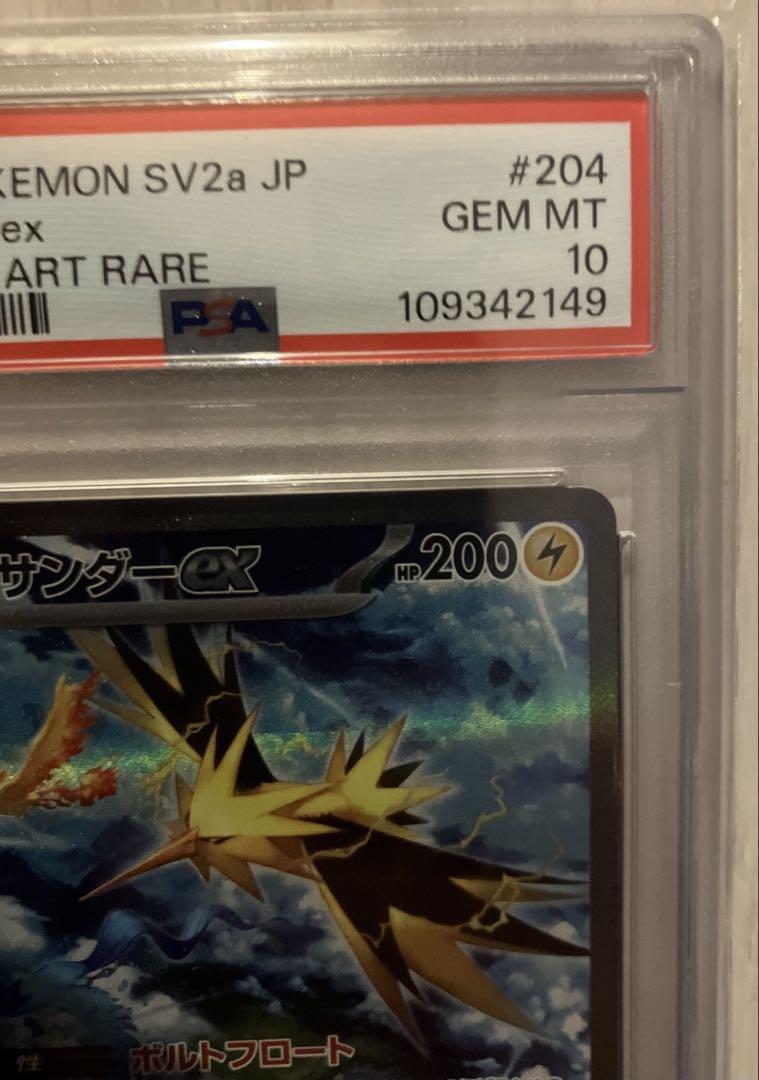 KEMON SV2a JP #204
ex GEM MT
ART RARE 10
PSA 109342149
サンダーex HP200
性 ボルトフロート